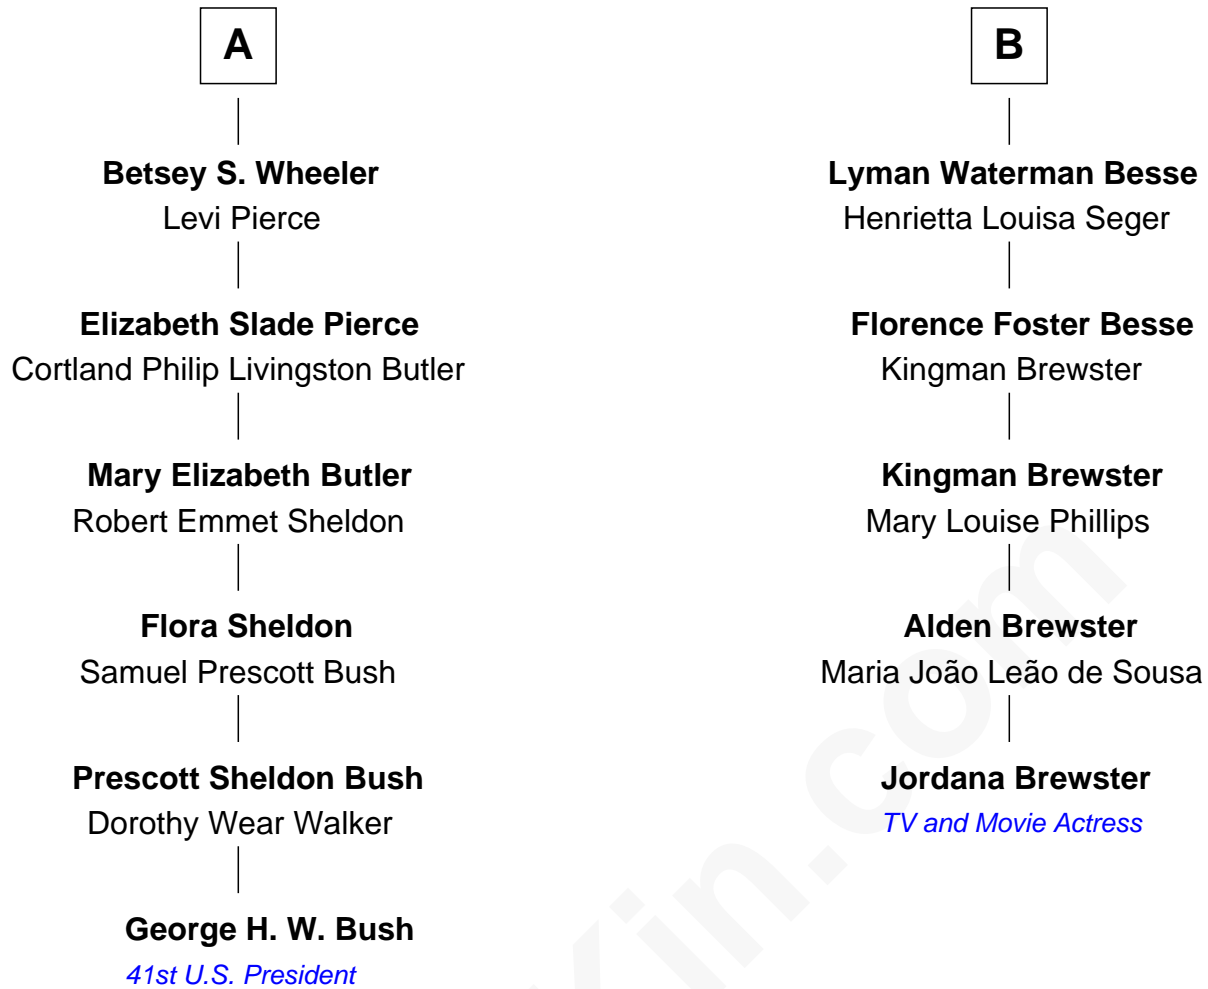 A
Betsey S. Wheeler
Levi Pierce
Elizabeth Slade Pierce
Cortland Philip Livingston Butler
Mary Elizabeth Butler
Robert Emmet Sheldon
Flora Sheldon
Samuel Prescott Bush
Prescott Sheldon Bush
Dorothy Wear Walker
George H. W. Bush
41st U.S. President
B
Lyman Waterman Besse
Henrietta Louisa Seger
Florence Foster Besse
Kingman Brewster
Kingman Brewster
Mary Louise Phillips
Alden Brewster
Maria João Leão de Sousa
Jordana Brewster
TV and Movie Actress
Kin.com